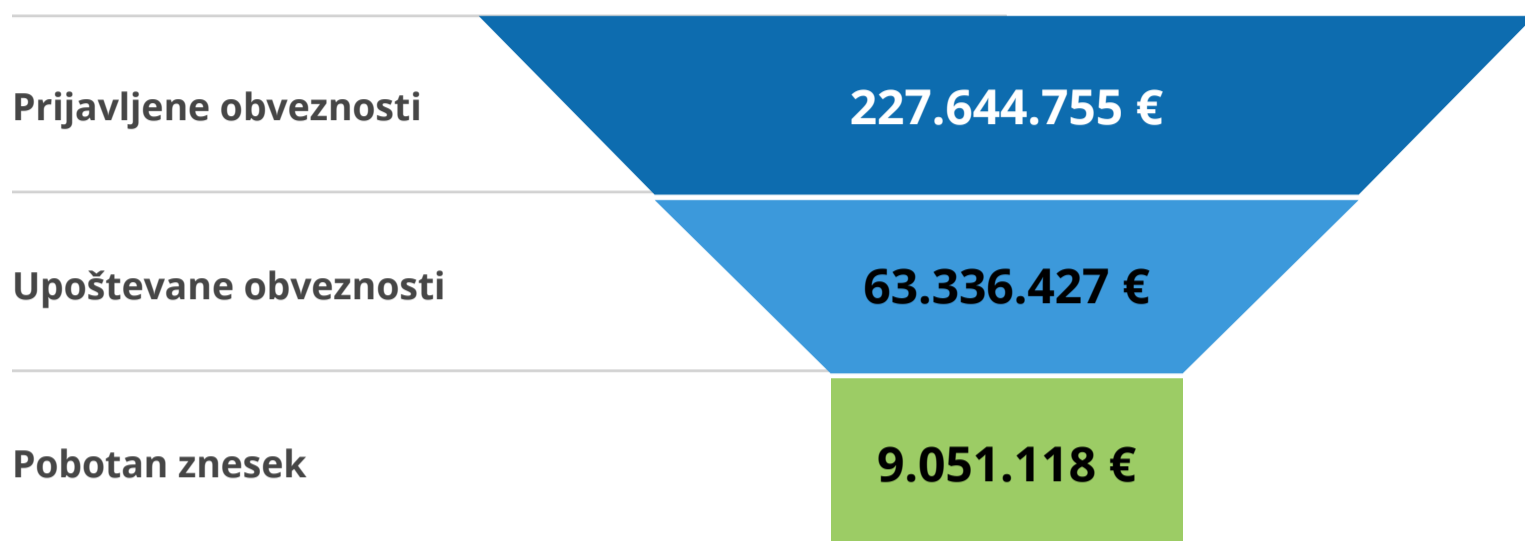 Prijavljene obveznosti 227.644.755 €
Upoštevane obveznosti 63.336.427 €
Pobotan znesek 9.051.118 €